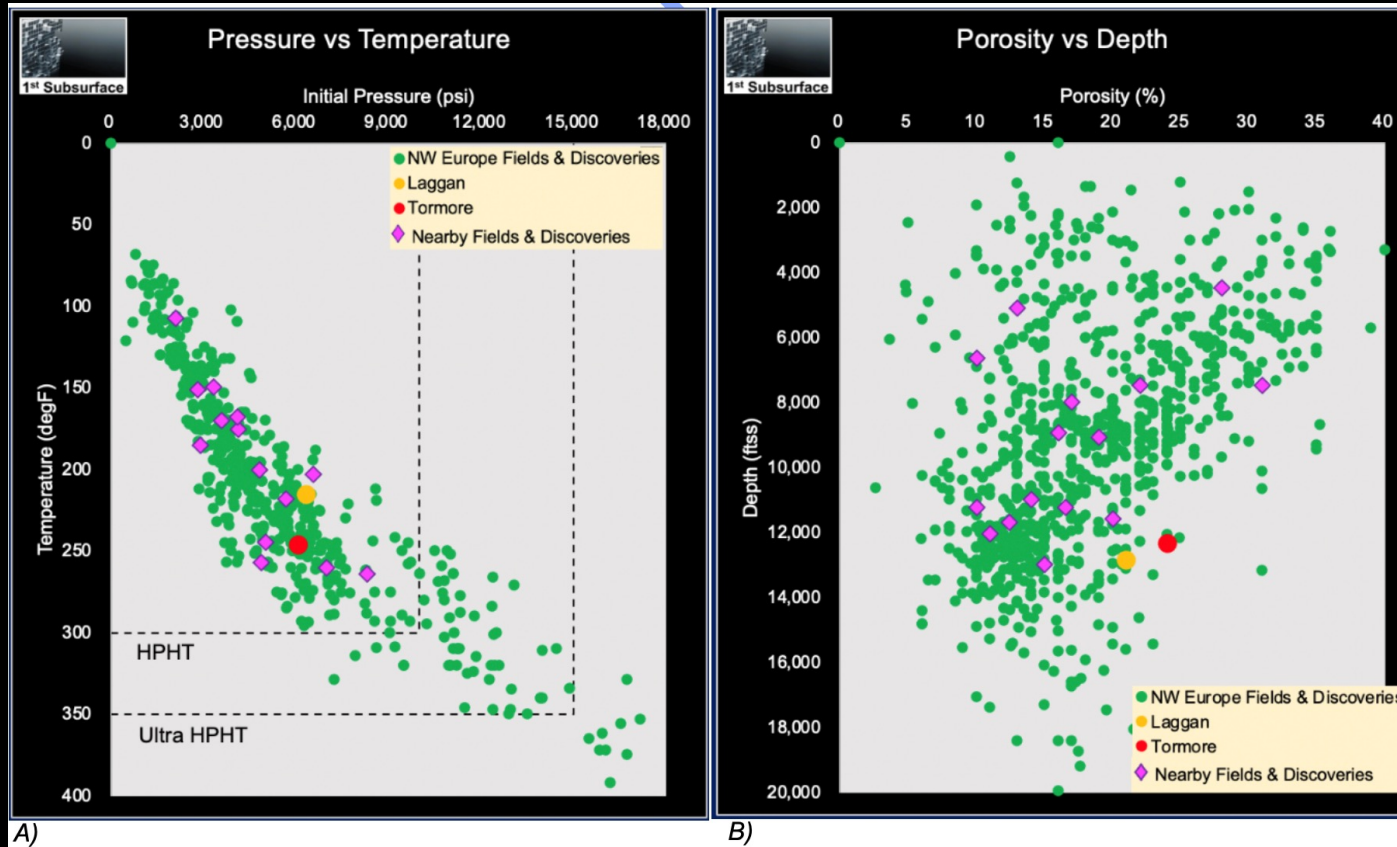 1st Subsurface
Pressure vs Temperature
Initial Pressure (psi)
0 3,000 6,000 9,000 12,000 15,000 18,000
Temperature (degF)
0
50
100
150
200
250
300
350
400
NW Europe Fields & Discoveries
Laggan
Tormore
Nearby Fields & Discoveries
HPHT
Ultra HPHT
A)
1st Subsurface
Porosity vs Depth
Porosity (%)
0 5 10 15 20 25 30 35 40
Depth (ftss)
0
2,000
4,000
6,000
8,000
10,000
12,000
14,000
16,000
18,000
20,000
NW Europe Fields & Discoveries
Laggan
Tormore
Nearby Fields & Discoveries
B)